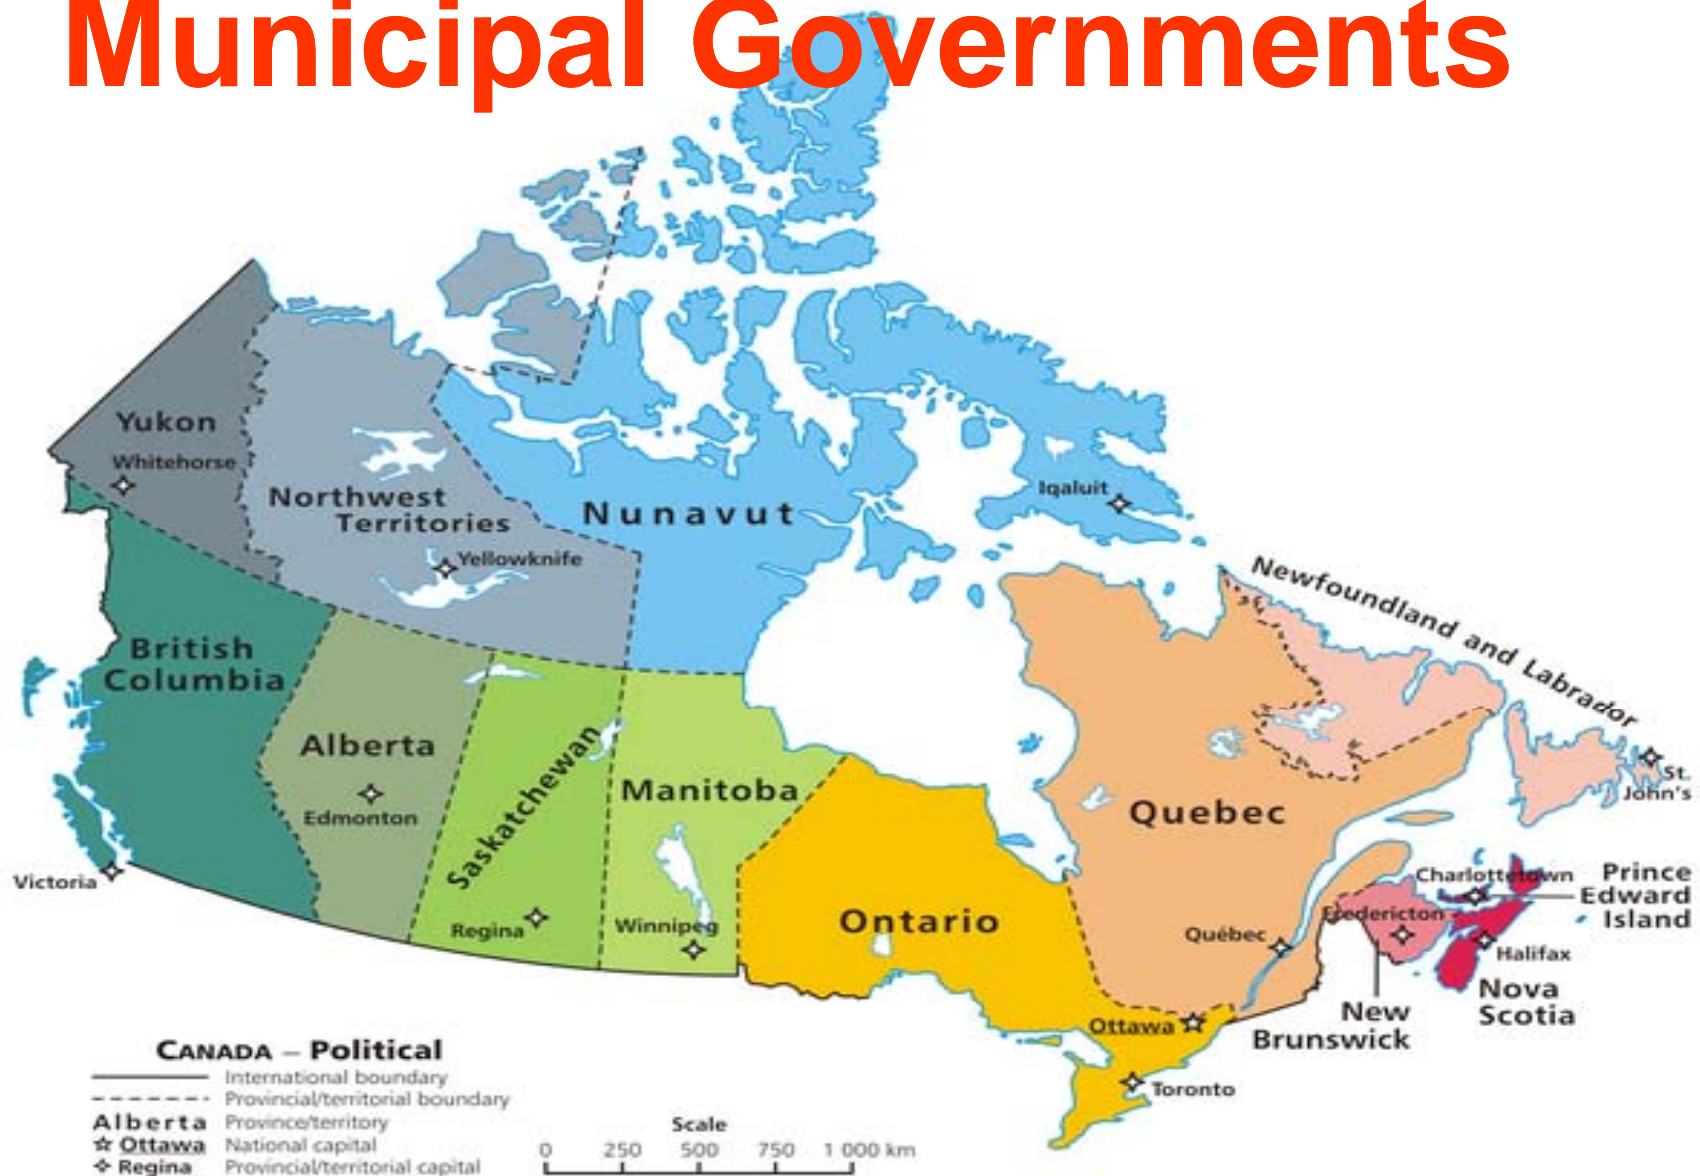 Municipal Governments
Yukon
Whitehorse
Northwest
Territories
Yellowknife
Nunavut
Iqaluit
British
Columbia
Victoria
Alberta
Edmonton
Saskatchewan
Regina
Manitoba
Winnipeg
Ontario
Ottawa
Toronto
Quebec
Québec
Newfoundland and Labrador
St.
John's
Charlottetown
Prince
Edward
Island
Fredericton
Halifax
Nova
Scotia
New
Brunswick
CANADA – Political
International boundary
Provincial/territorial boundary
Alberta Province/territory
Ottawa National capital
Regina Provincial/territorial capital
Scale
0 250 500 750 1 000 km